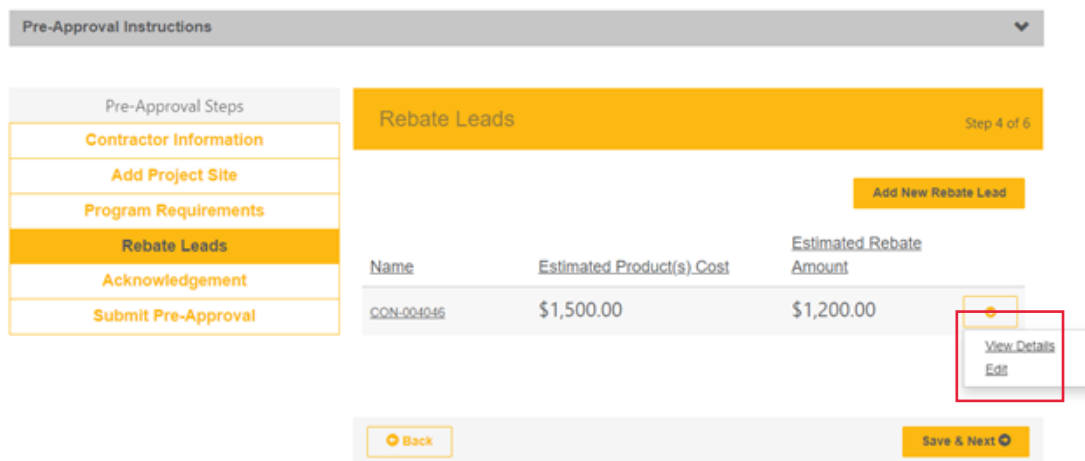 Pre-Approval Instructions
Pre-Approval Steps
Contractor Information
Add Project Site
Program Requirements
Rebate Leads
Acknowledgement
Submit Pre-Approval
Rebate Leads
Step 4 of 6
Add New Rebate Lead
Name
Estimated Product(s) Cost
Estimated Rebate
Amount
CON-004046
$1,500.00
$1,200.00
View Details
Edit
Back
Save & Next